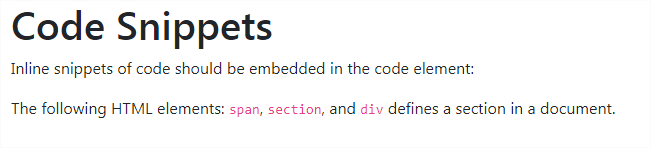 Code Snippets
Inline snippets of code should be embedded in the code element:
The following HTML elements: span, section, and div defines a section in a document.